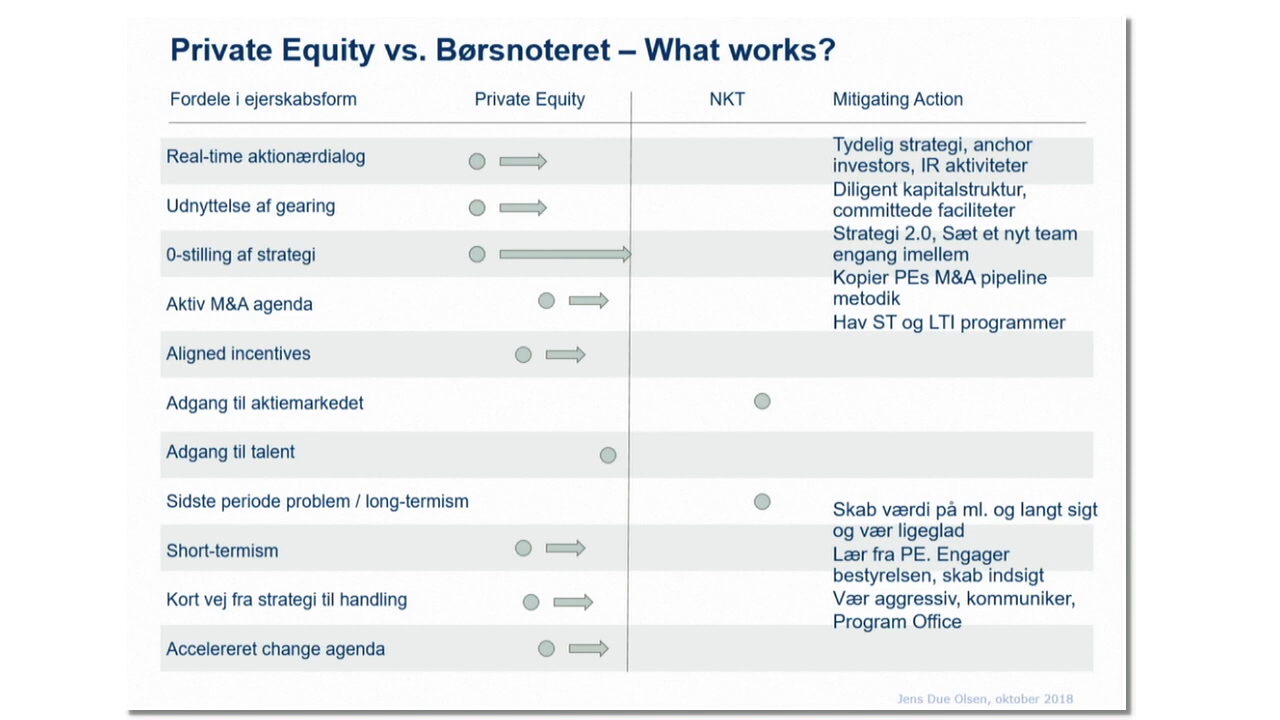 Private Equity vs. Børsnoteret – What works?
Fordele i ejerskabsform
Private Equity
NKT
Mitigating Action
Real-time aktionærdialog
Tydelig strategi, anchor
investors, IR aktiviteter
Udnyttelse af gearing
Diligent kapitalstruktur,
committede faciliteter
0-stilling af strategi
Strategi 2.0, Sæt et nyt team
engang imellem
Aktiv M&A agenda
Kopier PEs M&A pipeline
metodik
Hav ST og LTI programmer
Aligned incentives
Adgang til aktiemarkedet
Adgang til talent
Sidste periode problem / long-termism
Skab værdi på ml. og langt sigt
og vær ligeglad
Short-termism
Lær fra PE. Engager
bestyrelsen, skab indsigt
Kort vej fra strategi til handling
Vær aggressiv, kommuniker,
Program Office
Accelereret change agenda
Jens Due Olsen, oktober 2018